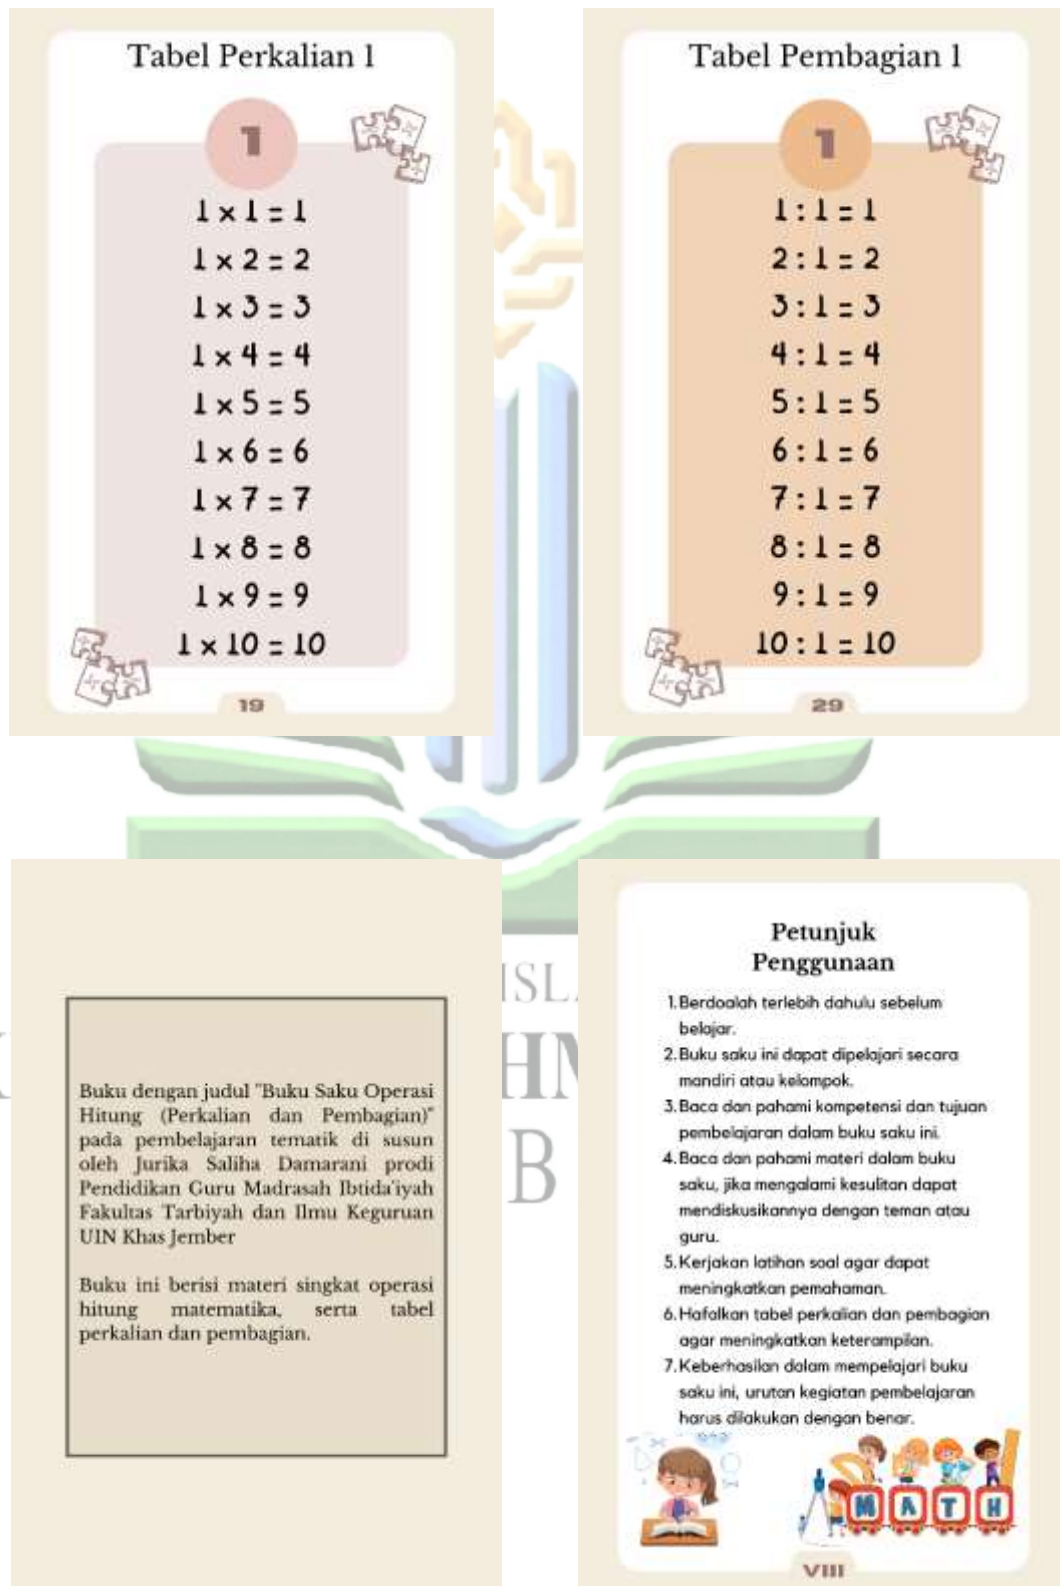 Tabel Perkalian 1
1
1 x 1 = 1
1 x 2 = 2
1 x 3 = 3
1 x 4 = 4
1 x 5 = 5
1 x 6 = 6
1 x 7 = 7
1 x 8 = 8
1 x 9 = 9
1 x 10 = 10
19
Tabel Pembagian 1
1
1 : 1 = 1
2 : 1 = 2
3 : 1 = 3
4 : 1 = 4
5 : 1 = 5
6 : 1 = 6
7 : 1 = 7
8 : 1 = 8
9 : 1 = 9
10 : 1 = 10
29
Buku dengan judul "Buku Saku Operasi
Hitung (Perkalian dan Pembagian)"
pada pembelajaran tematik di susun
oleh Jurika Saliha Damarani prodi
Pendidikan Guru Madrasah Ibtida'iyah
Fakultas Tarbiyah dan Ilmu Keguruan
UIN Khas Jember
Buku ini berisi materi singkat operasi
hitung matematika, serta tabel
perkalian dan pembagian.
Petunjuk
Penggunaan
1. Berdoalah terlebih dahulu sebelum
belajar.
2. Buku saku ini dapat dipelajari secara
mandiri atau kelompok.
3. Baca dan pahami kompetensi dan tujuan
pembelajaran dalam buku saku ini.
4. Baca dan pahami materi dalam buku
saku, jika mengalami kesulitan dapat
mendiskusikannya dengan teman atau
guru.
5. Kerjakan latihan soal agar dapat
meningkatkan pemahaman.
6. Hafalkan tabel perkalian dan pembagian
agar meningkatkan keterampilan.
7. Keberhasilan dalam mempelajari buku
saku ini, urutan kegiatan pembelajaran
harus dilakukan dengan benar.
MATH
VIII